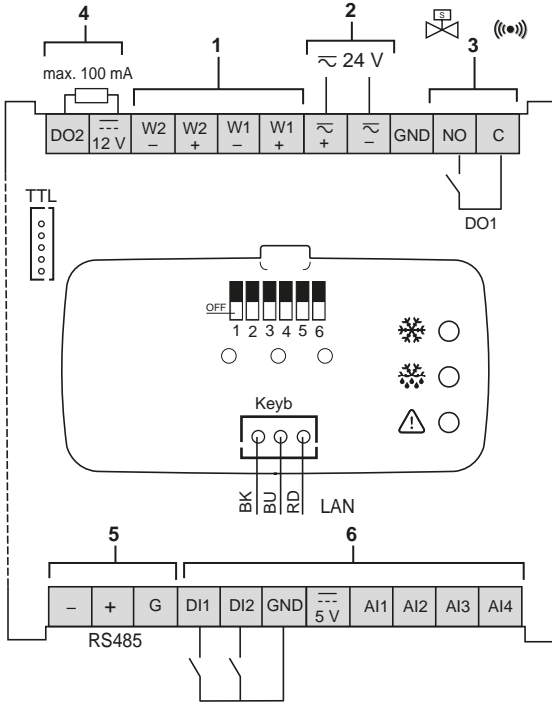 4 1 2 3
max. 100 mA
⎓ 24 V
S
DO2 12 V W2 – W2 + W1 – W1 + + – GND NO C
DO1
TTL
OFF
1 2 3 4 5 6
Keyb
BK BU RD LAN
5 6
– + G DI1 DI2 GND 5 V AI1 AI2 AI3 AI4
RS485